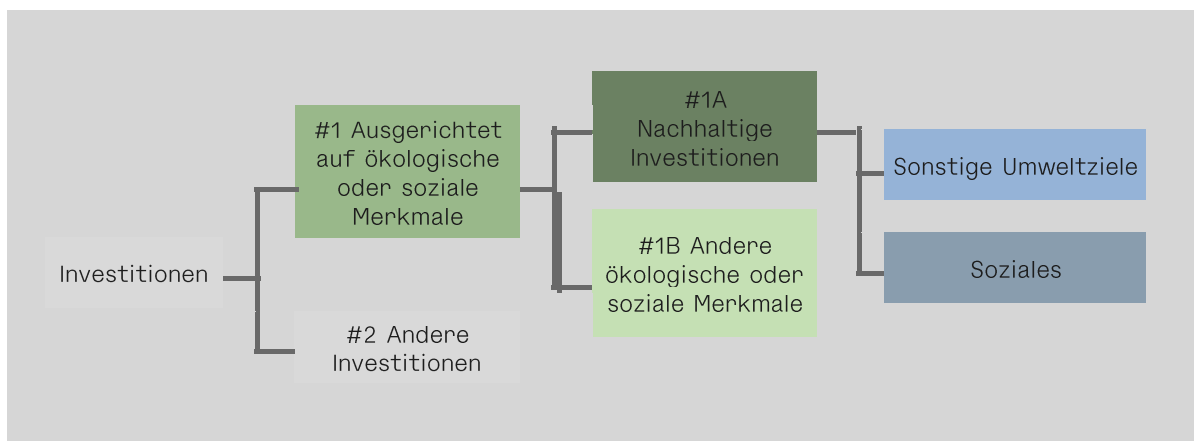 Investitionen
#1 Ausgerichtet
auf ökologische
oder soziale
Merkmale
#2 Andere
Investitionen
#1A
Nachhaltige
Investitionen
#1B Andere
ökologische oder
soziale Merkmale
Sonstige Umweltziele
Soziales